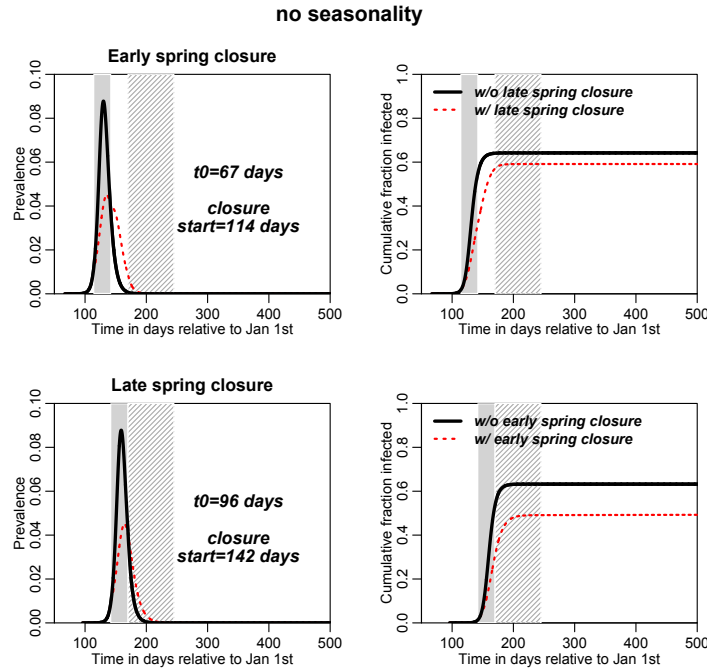 no seasonality
Early spring closure
Prevalence
0.00 0.02 0.04 0.06 0.08 0.10
t0=67 days
closure
start=114 days
100 200 300 400 500
Time in days relative to Jan 1st
Cumulative fraction infected
0.0 0.2 0.4 0.6 0.8 1.0
w/o late spring closure
w/ late spring closure
100 200 300 400 500
Time in days relative to Jan 1st
Late spring closure
Prevalence
0.00 0.02 0.04 0.06 0.08 0.10
t0=96 days
closure
start=142 days
100 200 300 400 500
Time in days relative to Jan 1st
Cumulative fraction infected
0.0 0.2 0.4 0.6 0.8 1.0
w/o early spring closure
w/ early spring closure
100 200 300 400 500
Time in days relative to Jan 1st